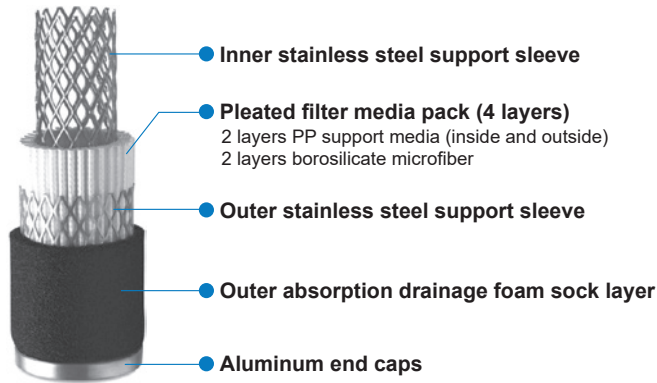 Inner stainless steel support sleeve
Pleated filter media pack (4 layers)
2 layers PP support media (inside and outside)
2 layers borosilicate microfiber
Outer stainless steel support sleeve
Outer absorption drainage foam sock layer
Aluminum end caps